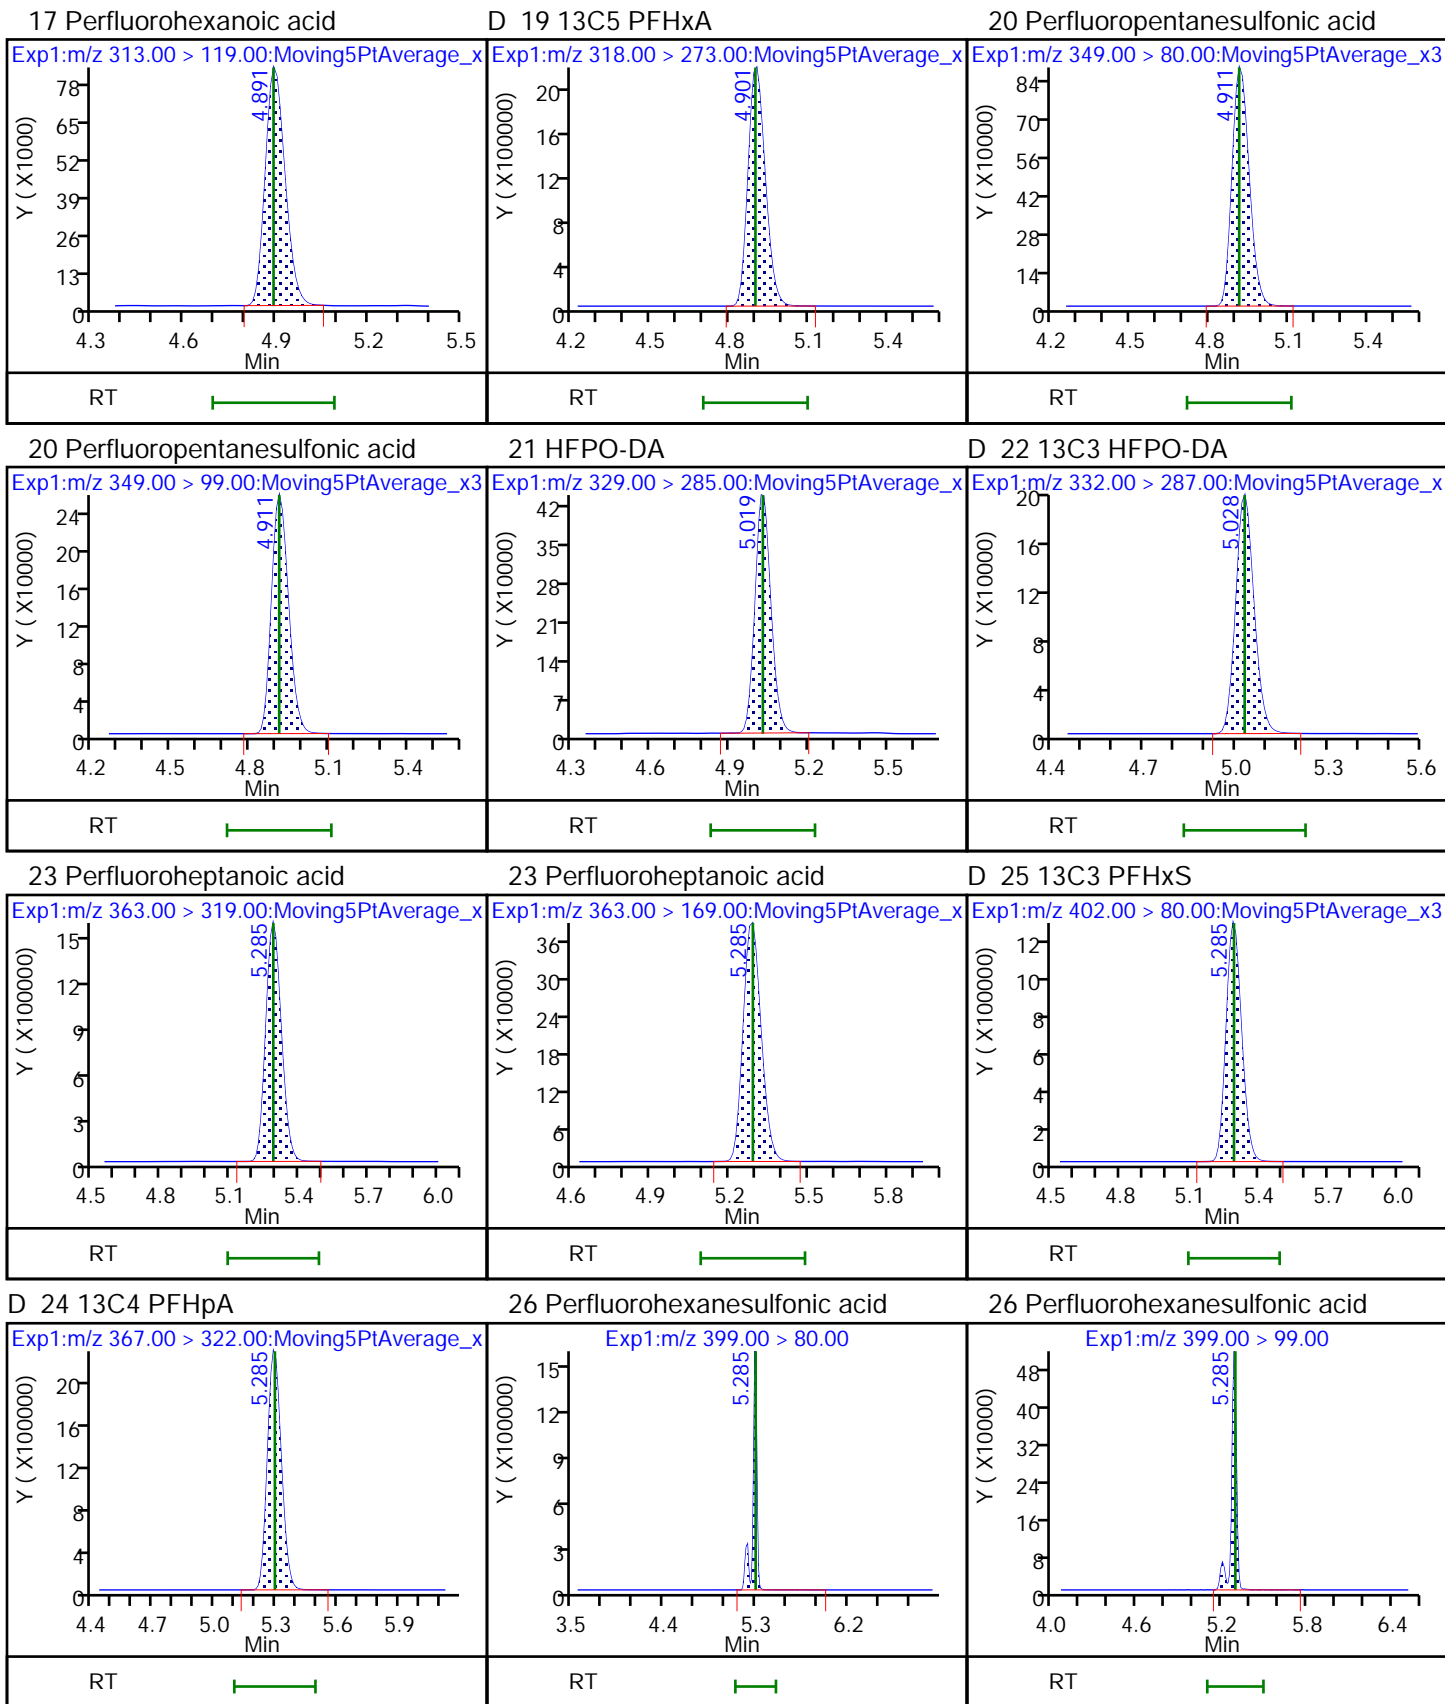 17 Perfluorohexanoic acid
Exp1:m/z 313.00 > 119.00:Moving5PtAverage_x
Y ( X10000)
78
65
52
39
26
13
0
4.891
4.3 4.6 4.9 5.2 5.5
Min
RT
D 19 13C5 PFHxA
Exp1:m/z 318.00 > 273.00:Moving5PtAverage_x
Y ( X100000)
20
16
12
8
4
0
4.901
4.2 4.5 4.8 5.1 5.4
Min
RT
20 Perfluoropentanesulfonic acid
Exp1:m/z 349.00 > 80.00:Moving5PtAverage_x3
Y ( X10000)
84
70
56
42
28
14
0
4.911
4.2 4.5 4.8 5.1 5.4
Min
RT
20 Perfluoropentanesulfonic acid
Exp1:m/z 349.00 > 99.00:Moving5PtAverage_x3
Y ( X10000)
24
20
16
12
8
4
0
4.911
4.2 4.5 4.8 5.1 5.4
Min
RT
21 HFPO-DA
Exp1:m/z 329.00 > 285.00:Moving5PtAverage_x
Y ( X10000)
42
35
28
21
14
7
0
5.019
4.3 4.6 4.9 5.2 5.5
Min
RT
D 22 13C3 HFPO-DA
Exp1:m/z 332.00 > 287.00:Moving5PtAverage_x
Y ( X10000)
20
16
12
8
4
0
5.028
4.4 4.7 5.0 5.3 5.6
Min
RT
23 Perfluoroheptanoic acid
Exp1:m/z 363.00 > 319.00:Moving5PtAverage_x
Y ( X100000)
15
12
9
6
3
0
5.285
4.5 4.8 5.1 5.4 5.7 6.0
Min
RT
23 Perfluoroheptanoic acid
Exp1:m/z 363.00 > 169.00:Moving5PtAverage_x
Y ( X10000)
36
30
24
18
12
6
0
5.285
4.6 4.9 5.2 5.5 5.8
Min
RT
D 25 13C3 PFHxS
Exp1:m/z 402.00 > 80.00:Moving5PtAverage_x3
Y ( X100000)
12
10
8
6
4
2
0
5.285
4.5 4.8 5.1 5.4 5.7 6.0
Min
RT
D 24 13C4 PFHpA
Exp1:m/z 367.00 > 322.00:Moving5PtAverage_x
Y ( X100000)
20
16
12
8
4
0
5.285
4.4 4.7 5.0 5.3 5.6 5.9
Min
RT
26 Perfluorohexanesulfonic acid
Exp1:m/z 399.00 > 80.00
Y ( X100000)
15
12
9
6
3
0
5.285
3.5 4.4 5.3 6.2
Min
RT
26 Perfluorohexanesulfonic acid
Exp1:m/z 399.00 > 99.00
Y ( X10000)
48
40
32
24
16
8
0
5.285
4.0 4.6 5.2 5.8 6.4
Min
RT